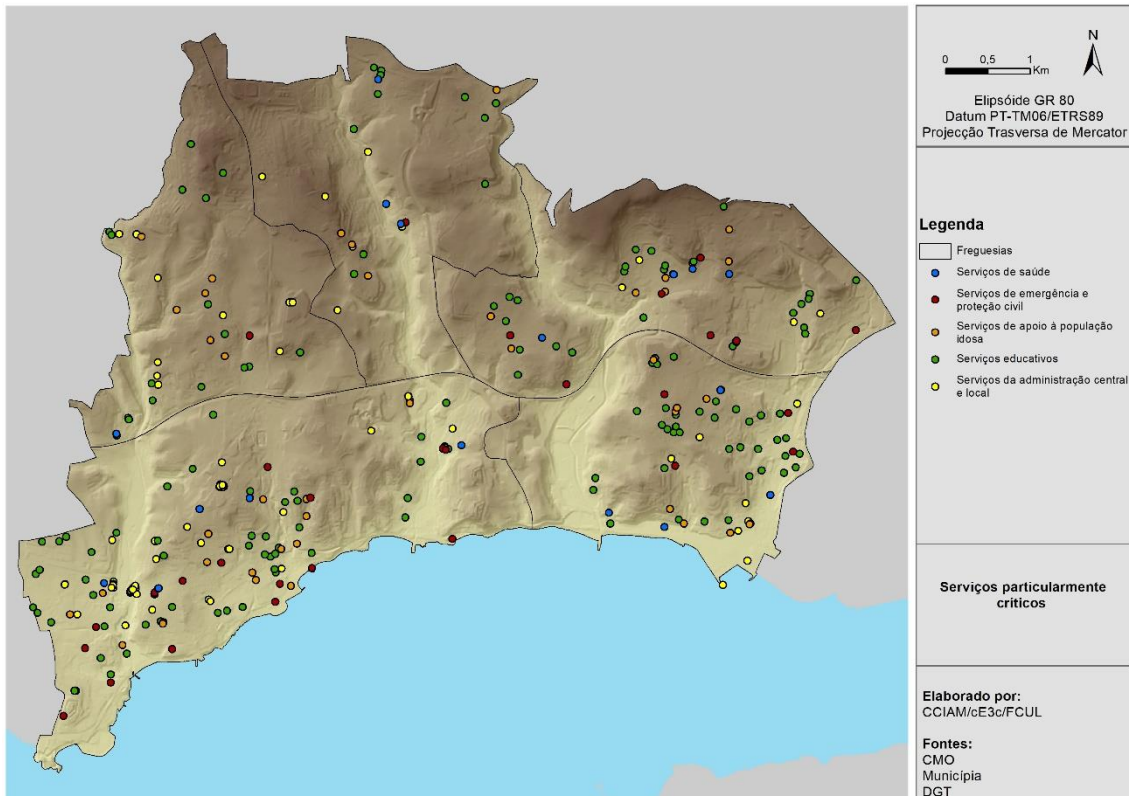 N
0 0,5 1
Km
Elipsóide GR 80
Datum PT-TM06/ETRS89
Projecção Trasversa de Mercator
Legenda
Freguesias
Serviços de saúde
Serviços de emergência e
proteção civil
Serviços de apoio à população
idosa
Serviços educativos
Serviços da administração central
e local
Serviços particularmente
críticos
Elaborado por:
CCIAM/cE3c/FCUL
Fontes:
CMO
Municípia
DGT